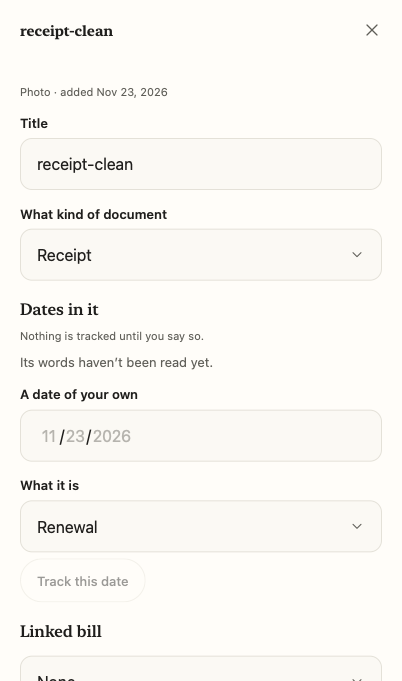 receipt-clean
Photo · added Nov 23, 2026
Title
receipt-clean
What kind of document
Receipt
Dates in it
Nothing is tracked until you say so.
Its words haven’t been read yet.
A date of your own
11/23/2026
What it is
Renewal
Track this date
Linked bill
None